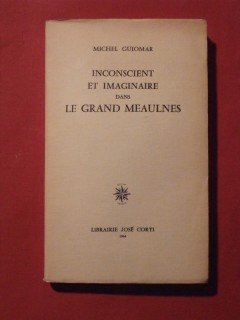 MICHEL GUIOMAR
INCONSCIENT
ET IMAGINAIRE
DANS
LE GRAND MEAULNES
LIBRAIRIE JOSÉ CORTI